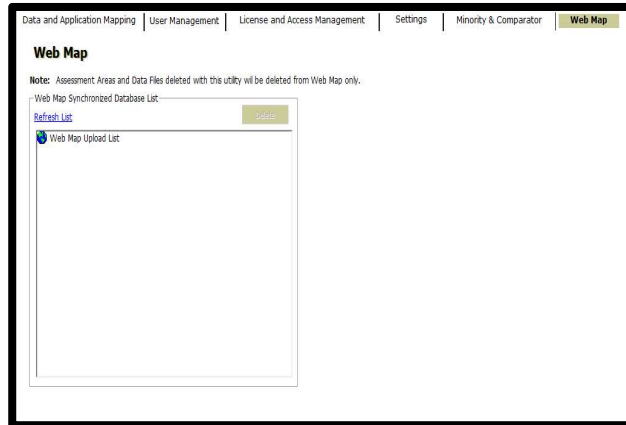 Data and Application Mapping User Management License and Access Management Settings Minority & Comparator Web Map
Web Map
Note: Assessment Areas and Data Files deleted with this utility wil be deleted from Web Map only.
Web Map Synchronized Database List
Refresh List Delete
Web Map Upload List